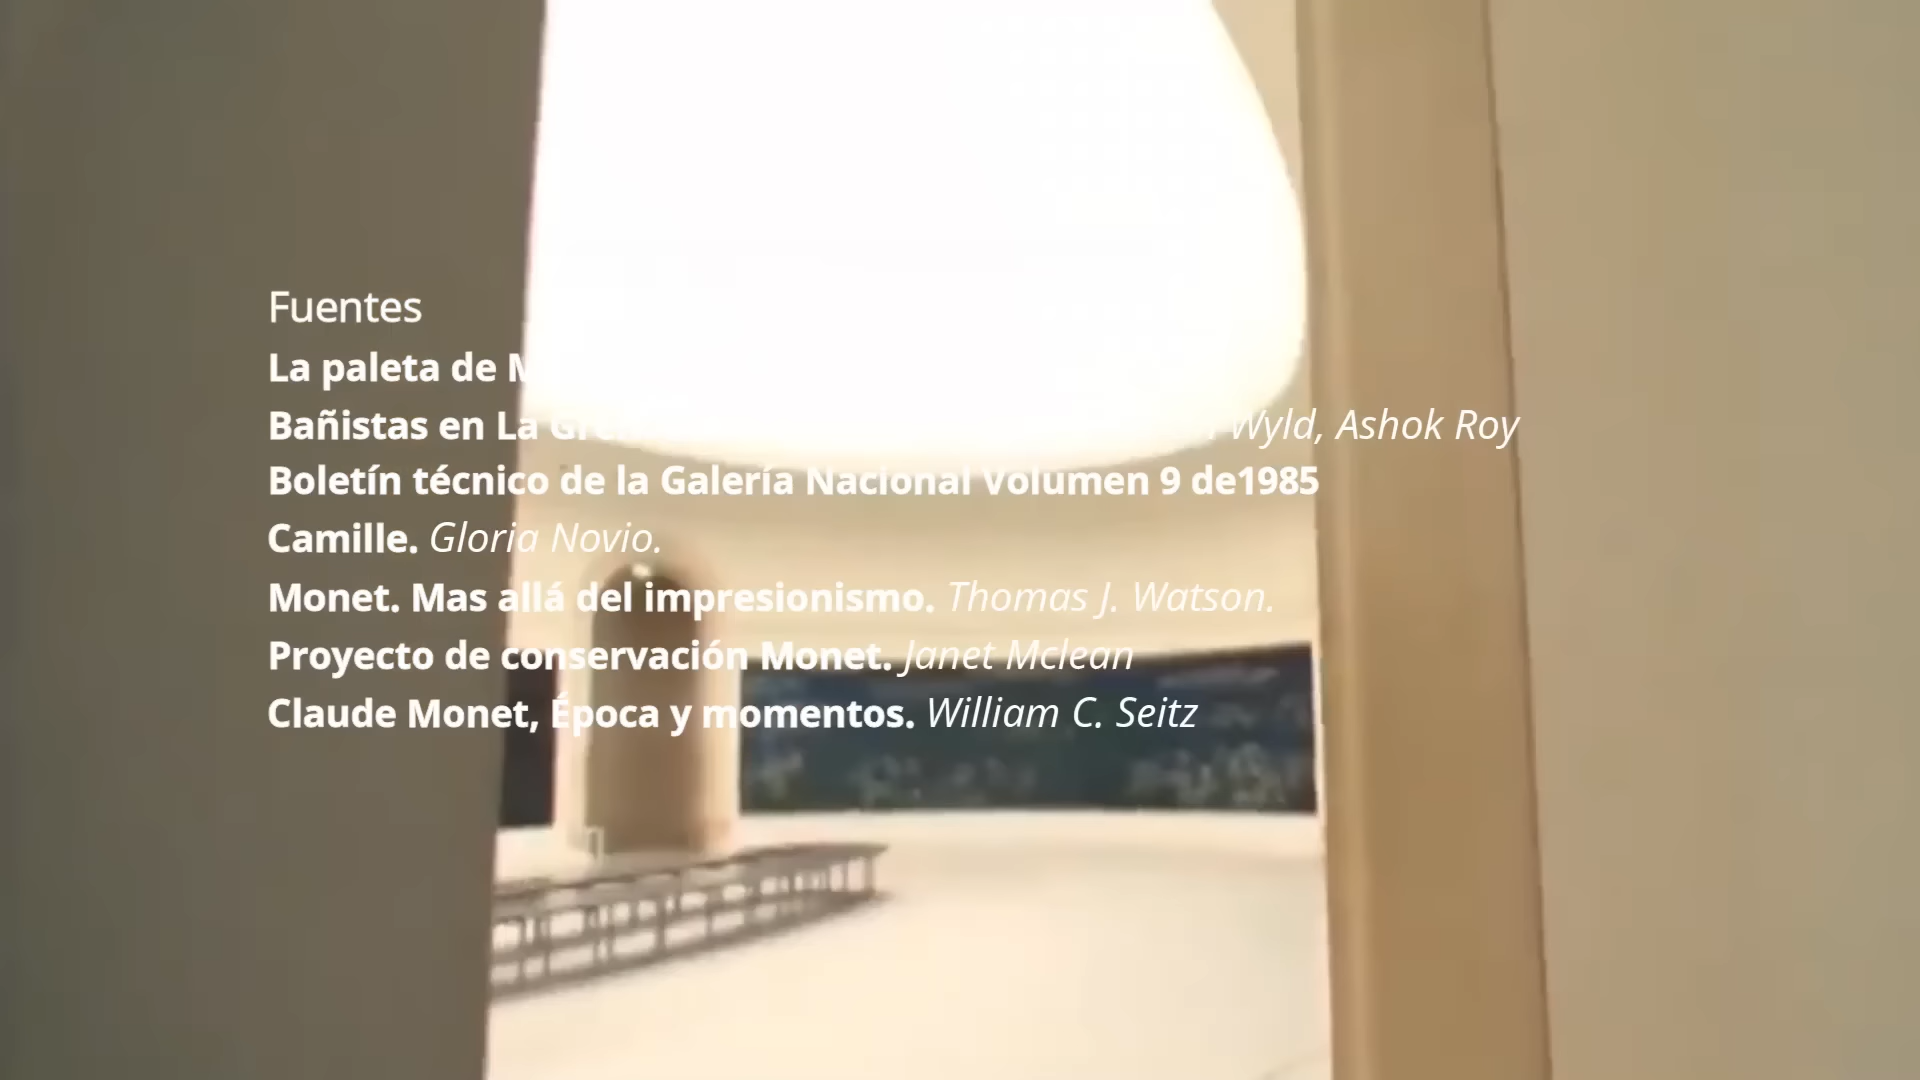 Fuentes
La paleta de
Bañistas en La Wyld, Ashok Roy
Boletín técnico de la Galería Nacional Volumen 9 de1985
Camille. Gloria Novio.
Monet. Mas allá del impresionismo. Thomas J. Watson.
Proyecto de conservación Monet. Janet Mclean
Claude Monet, Época y momentos. William C. Seitz